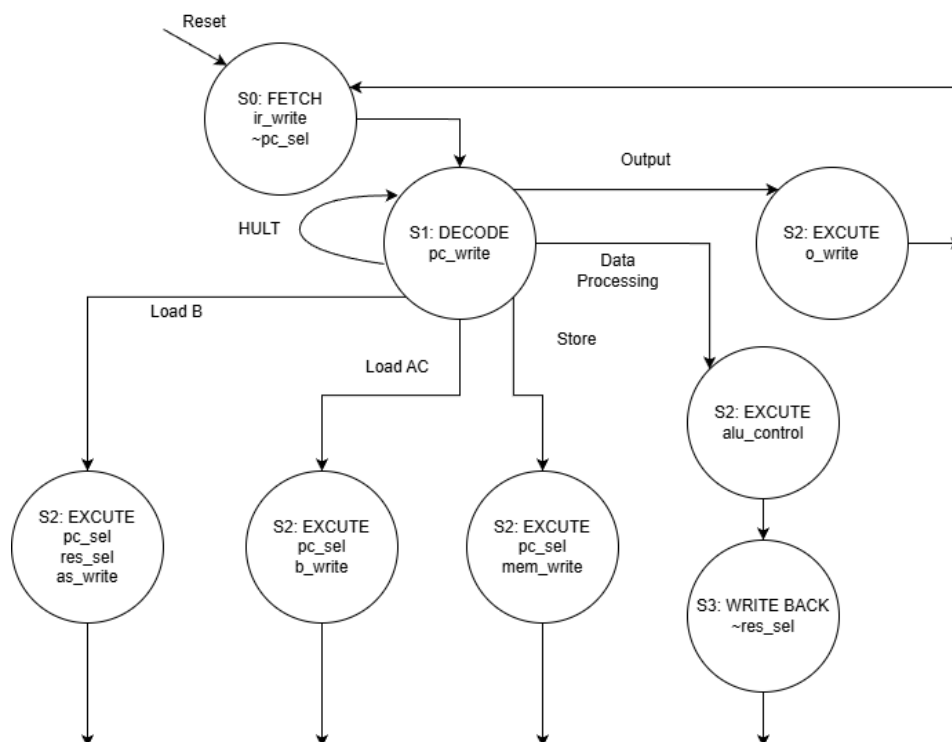 Reset
S0: FETCH
ir_write
~pc_sel
Output
HULT
S1: DECODE
pc_write
S2: EXCUTE
o_write
Data
Processing
Load B
Store
Load AC
S2: EXCUTE
alu_control
S2: EXCUTE
pc_sel
res_sel
as_write
S2: EXCUTE
pc_sel
b_write
S2: EXCUTE
pc_sel
mem_write
S3: WRITE BACK
~res_sel